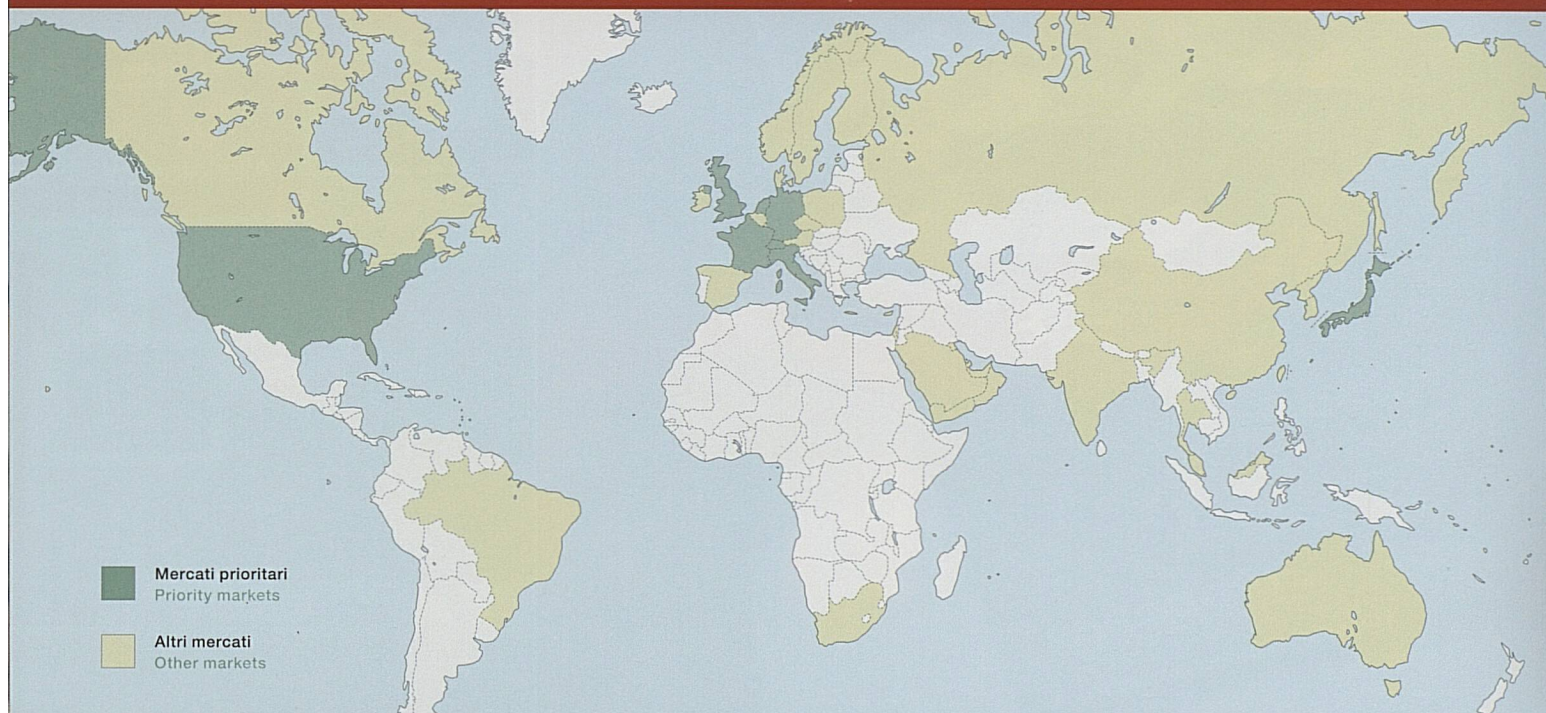 Mercati prioritari
Priority markets
Altri mercati
Other markets